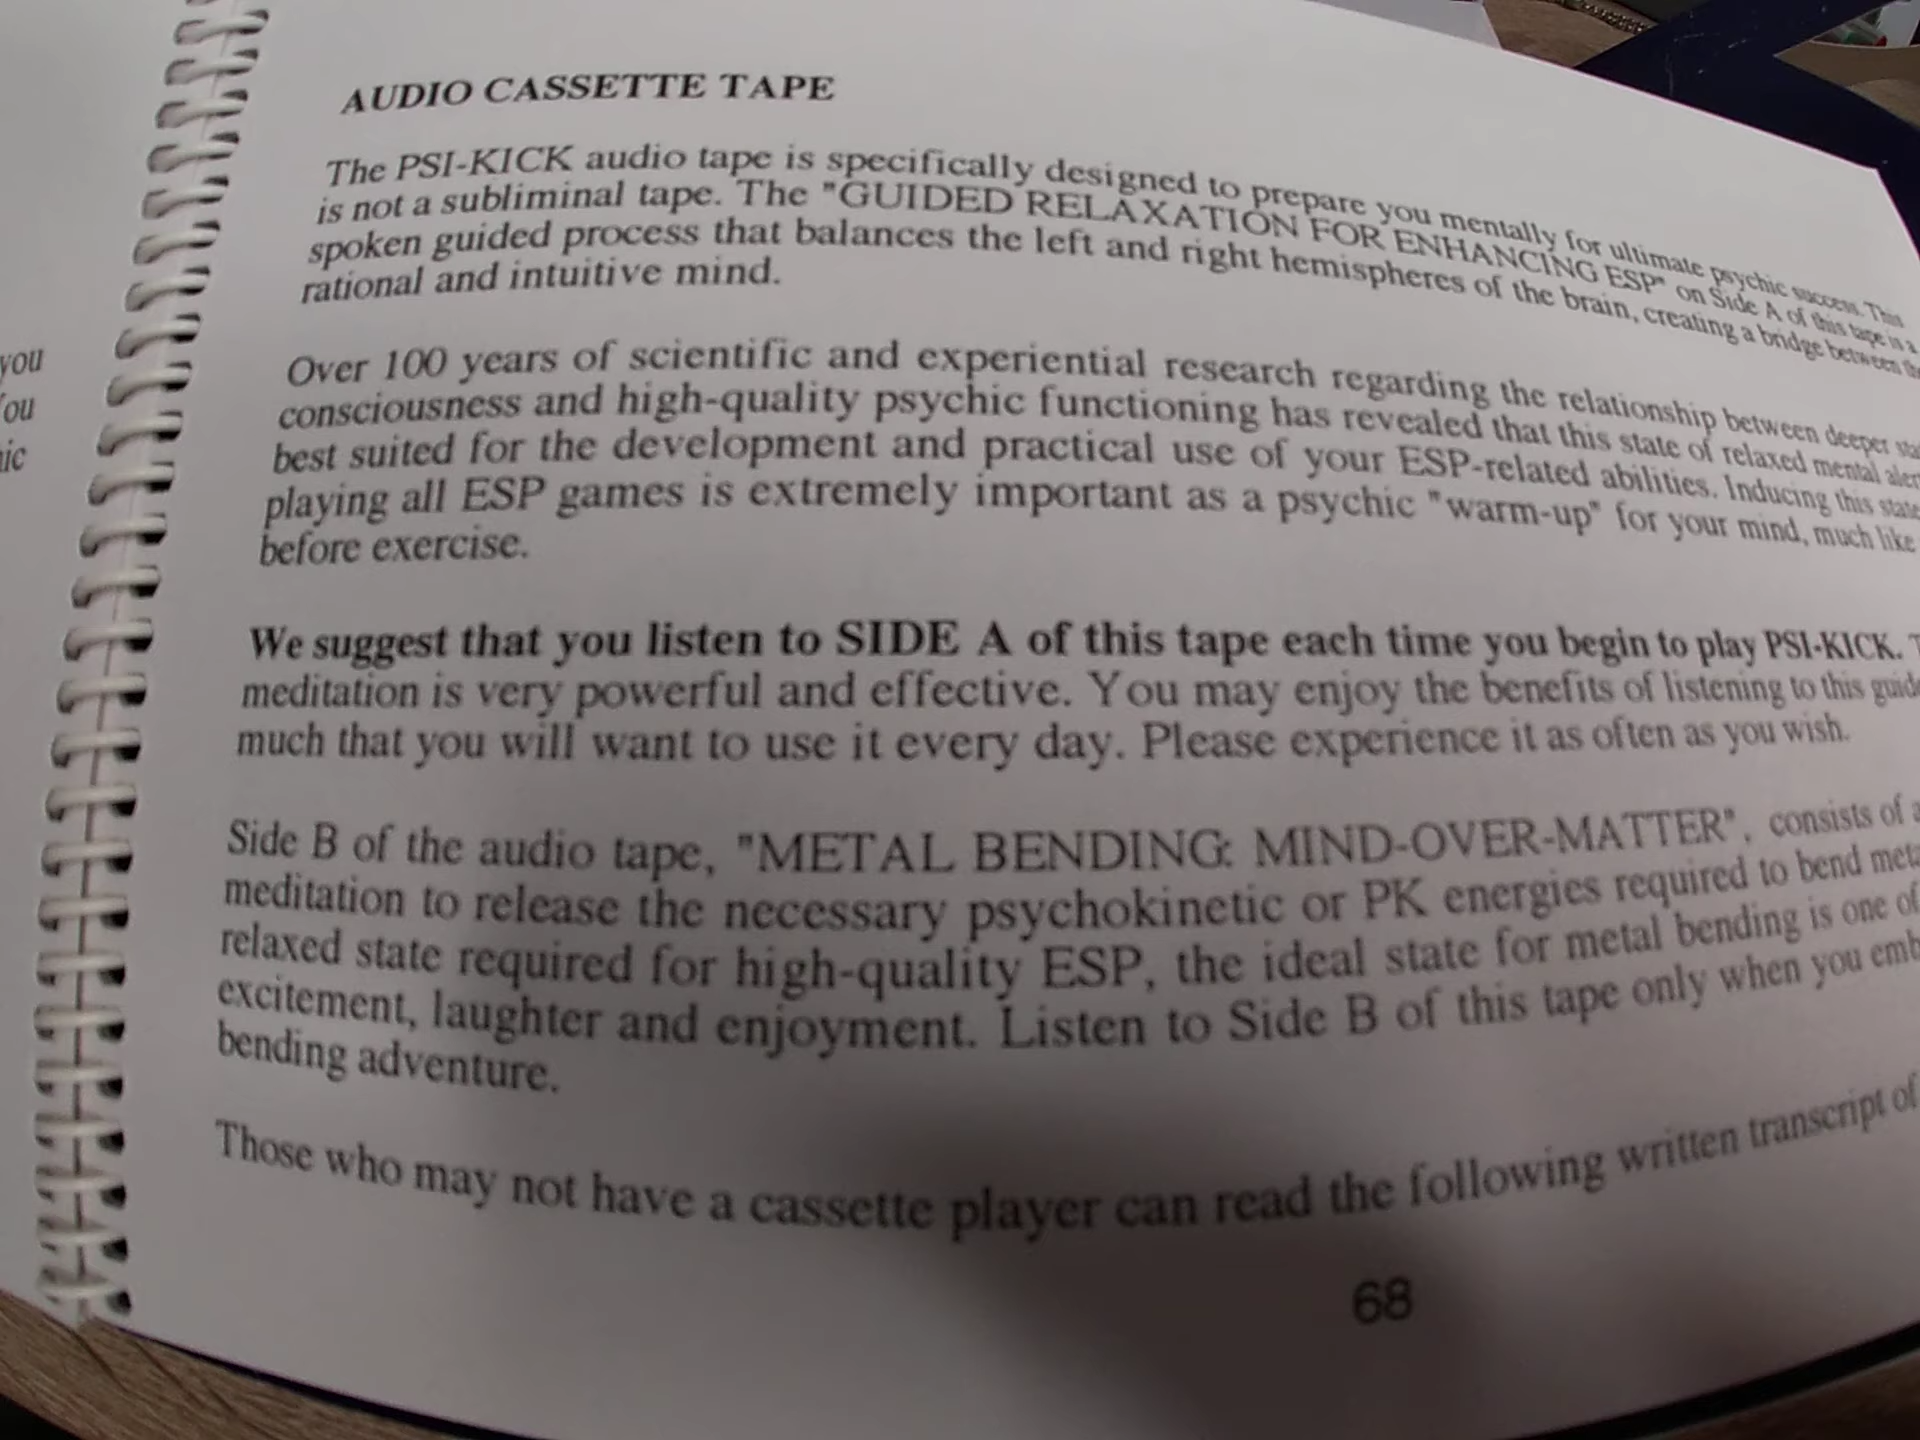 AUDIO CASSETTE TAPE
The PSI-KICK audio tape is specifically designed to prepare you mentally for ultimate psychic success. This
is not a subliminal tape. The "GUIDED RELAXATION FOR ENHANCING ESP" on Side A of this tape is a
spoken guided process that balances the left and right hemispheres of the brain, creating a bridge between the
rational and intuitive mind.
Over 100 years of scientific and experiential research regarding the relationship between deeper
consciousness and high-quality psychic functioning has revealed that this state of relaxed mental
best suited for the development and practical use of your ESP-related abilities. Inducing this state
playing all ESP games is extremely important as a psychic "warm-up" for your mind, much like
before exercise.
We suggest that you listen to SIDE A of this tape each time you begin to play PSI-KICK.
meditation is very powerful and effective. You may enjoy the benefits of listening to this
much that you will want to use it every day. Please experience it as often as you wish.
Side B of the audio tape, "METAL BENDING: MIND-OVER-MATTER", consists of a
meditation to release the necessary psychokinetic or PK energies required to bend
relaxed state required for high-quality ESP, the ideal state for metal bending is one of
excitement, laughter and enjoyment. Listen to Side B of this tape only when you
bending adventure.
Those who may not have a cassette player can read the following written transcript of
68
you